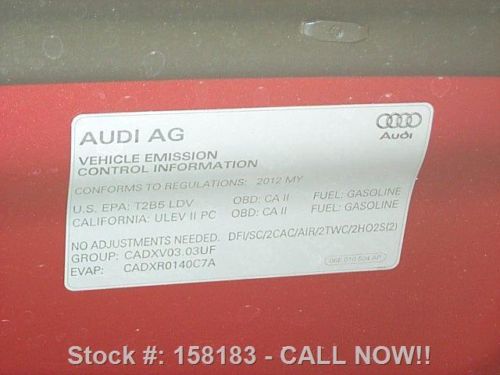 AUDI AG
Audi
VEHICLE EMISSION
CONTROL INFORMATION
CONFORMS TO REGULATIONS: 2012 MY
U.S. EPA: T2B5 LDV OBD: CA II FUEL: GASOLINE
CALIFORNIA: ULEV II PC OBD: CA II FUEL: GASOLINE
NO ADJUSTMENTS NEEDED. DFI/SC/2CAC/AIR/2TWC/2HO2S(2)
GROUP: CADXV03.03UF
EVAP: CADXR0140C7A
Stock #: 158183 - CALL NOW!!